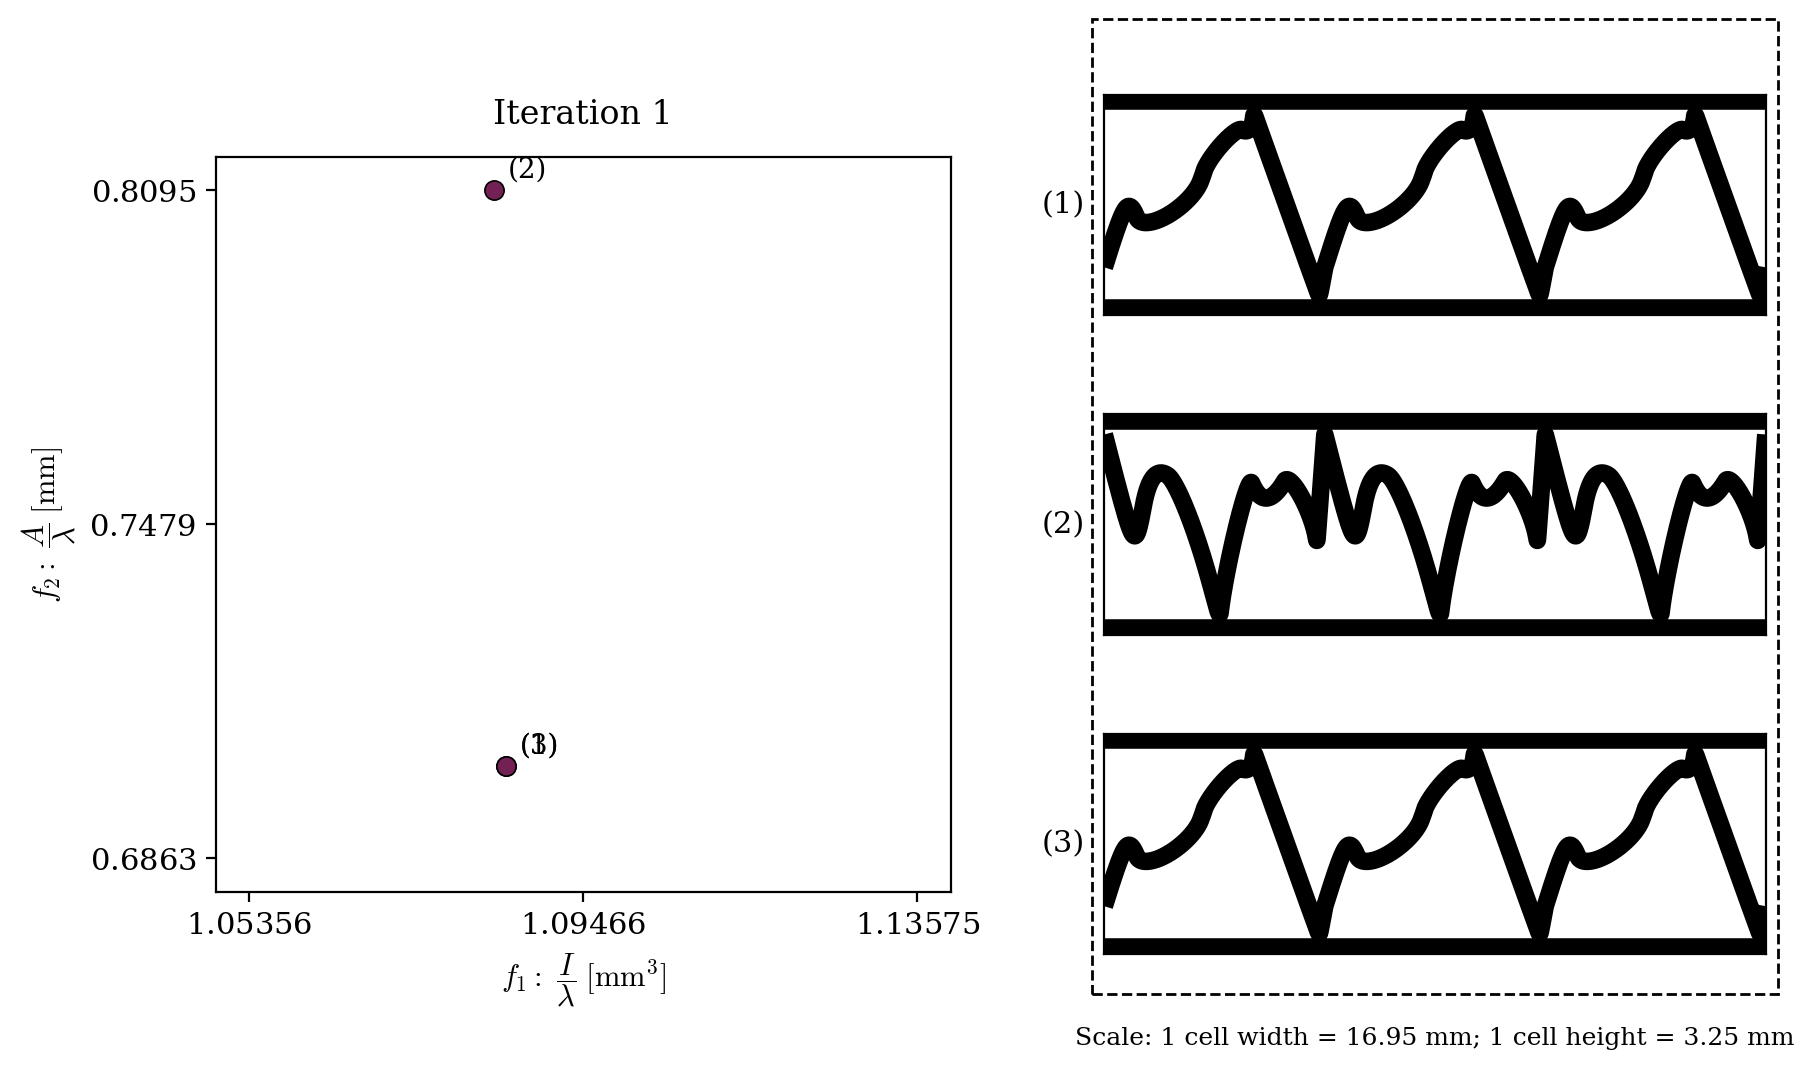 Iteration 1
0.8095
0.7479
0.6863
f₂: A/λ [mm]
(2)
(1)
(3)
1.05356 1.09466 1.13575
f₁: I/λ [mm³]
(1)
(2)
(3)
Scale: 1 cell width = 16.95 mm; 1 cell height = 3.25 mm